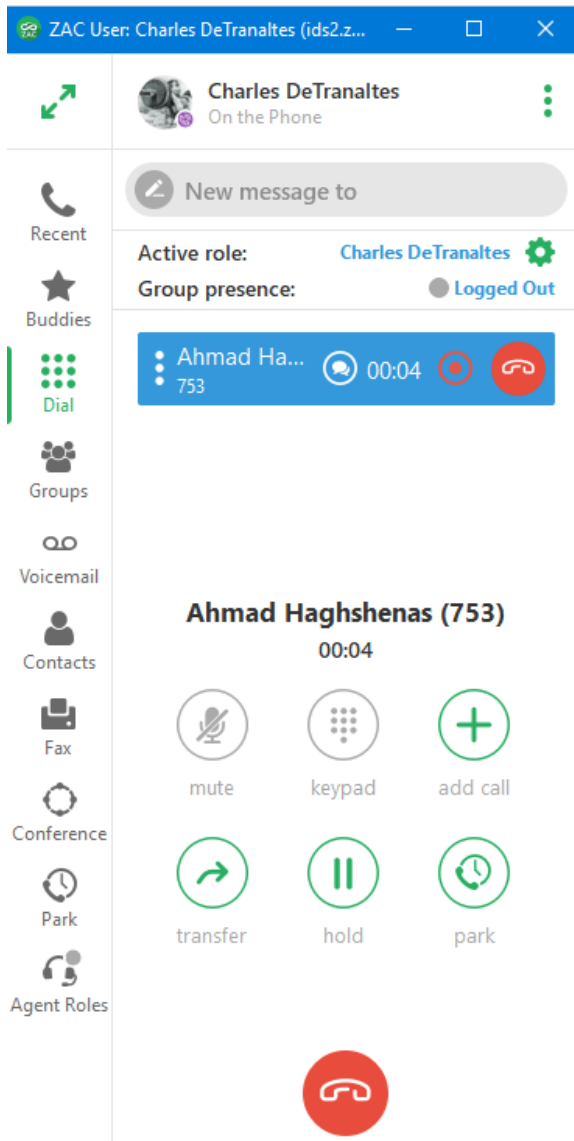 ZAC User: Charles DeTranaltes (ids2.z...
Charles DeTranaltes
On the Phone
New message to
Active role: Charles DeTranaltes
Group presence: Logged Out
Recent
Buddies
Dial
Groups
Voicemail
Contacts
Fax
Conference
Park
Agent Roles
Ahmad Ha... 00:04
753
Ahmad Haghshenas (753)
00:04
mute keypad add call
transfer hold park